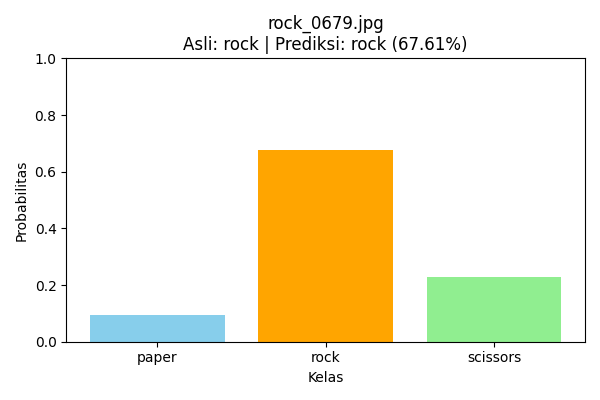 rock_0679.jpg
Asli: rock | Prediksi: rock (67.61%)
1.0
0.8
0.6
0.4
0.2
0.0
Probabilitas
paper
rock
scissors
Kelas